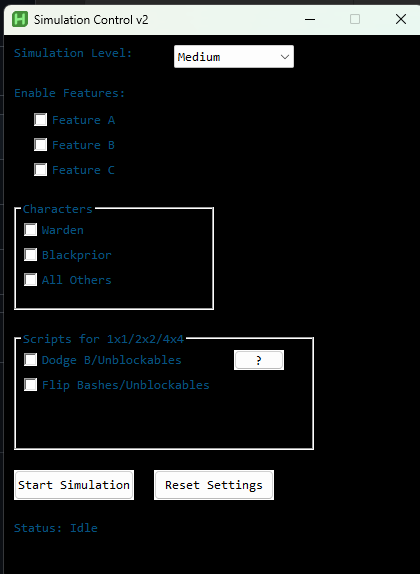 H Simulation Control v2
Simulation Level: Medium
Enable Features:
Feature A
Feature B
Feature C
Characters
Warden
Blackprior
All Others
Scripts for 1x1/2x2/4x4
Dodge B/Unblockables ?
Flip Bashes/Unblockables
Start Simulation Reset Settings
Status: Idle